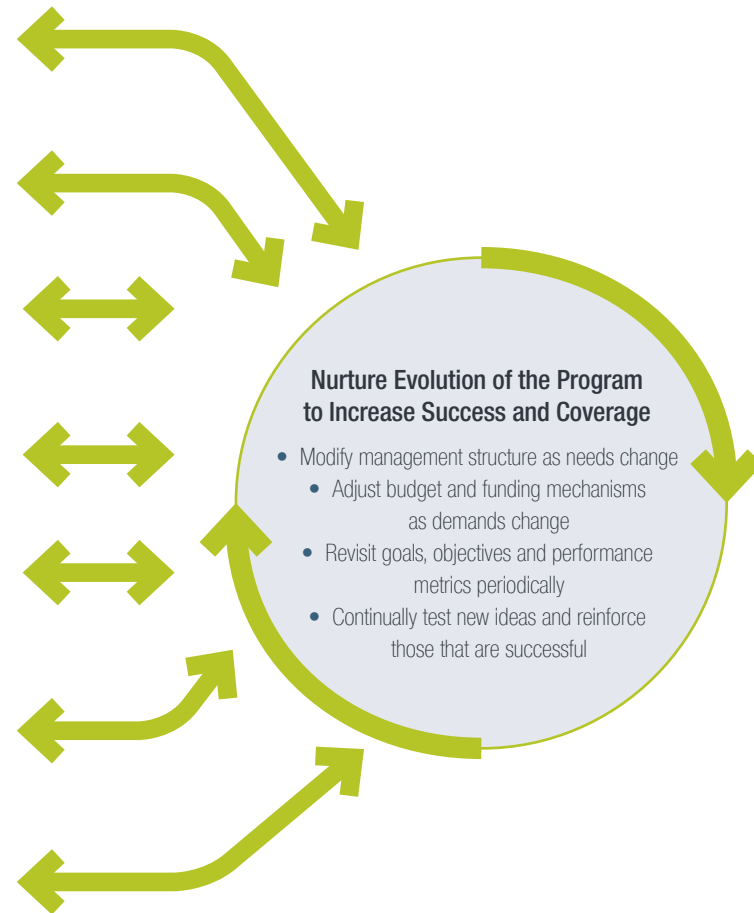 Nurture Evolution of the Program
to Increase Success and Coverage
• Modify management structure as needs change
• Adjust budget and funding mechanisms
as demands change
• Revisit goals, objectives and performance
metrics periodically
• Continually test new ideas and reinforce
those that are successful